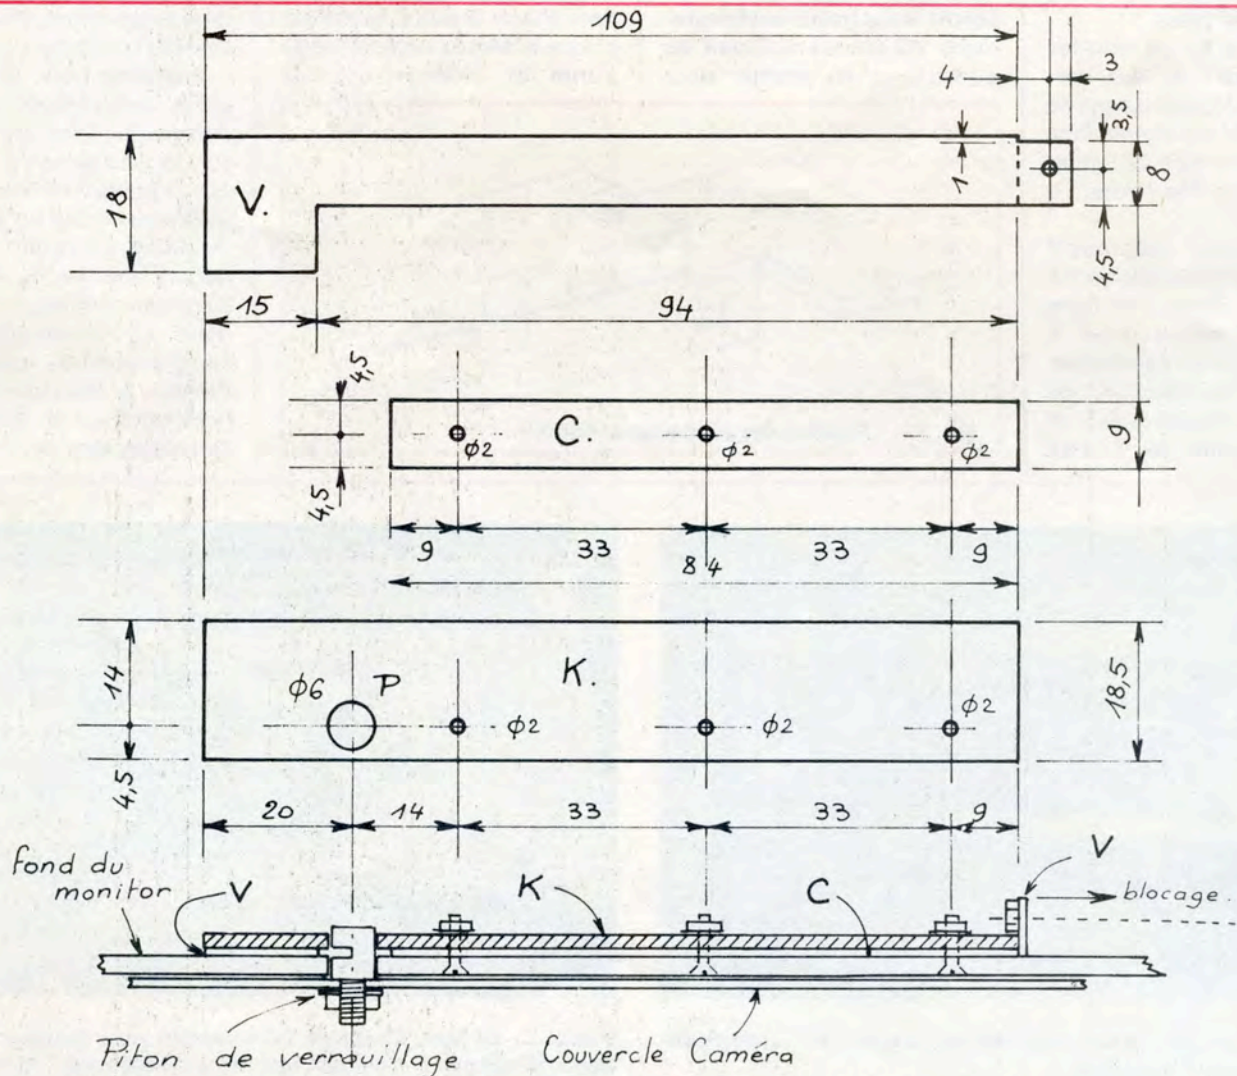 109
4 3
3,5
1
8
18
V.
4,5
15 94
4,5
C.
φ2 φ2 φ2
9
4,5
9 33 33 9
84
14
φ6 P K.
φ2 φ2 φ2
18,5
4,5
20 14 33 33 9
fond du
monitor
V K C V
blocage.
Piton de verrouillage Couvercle Caméra